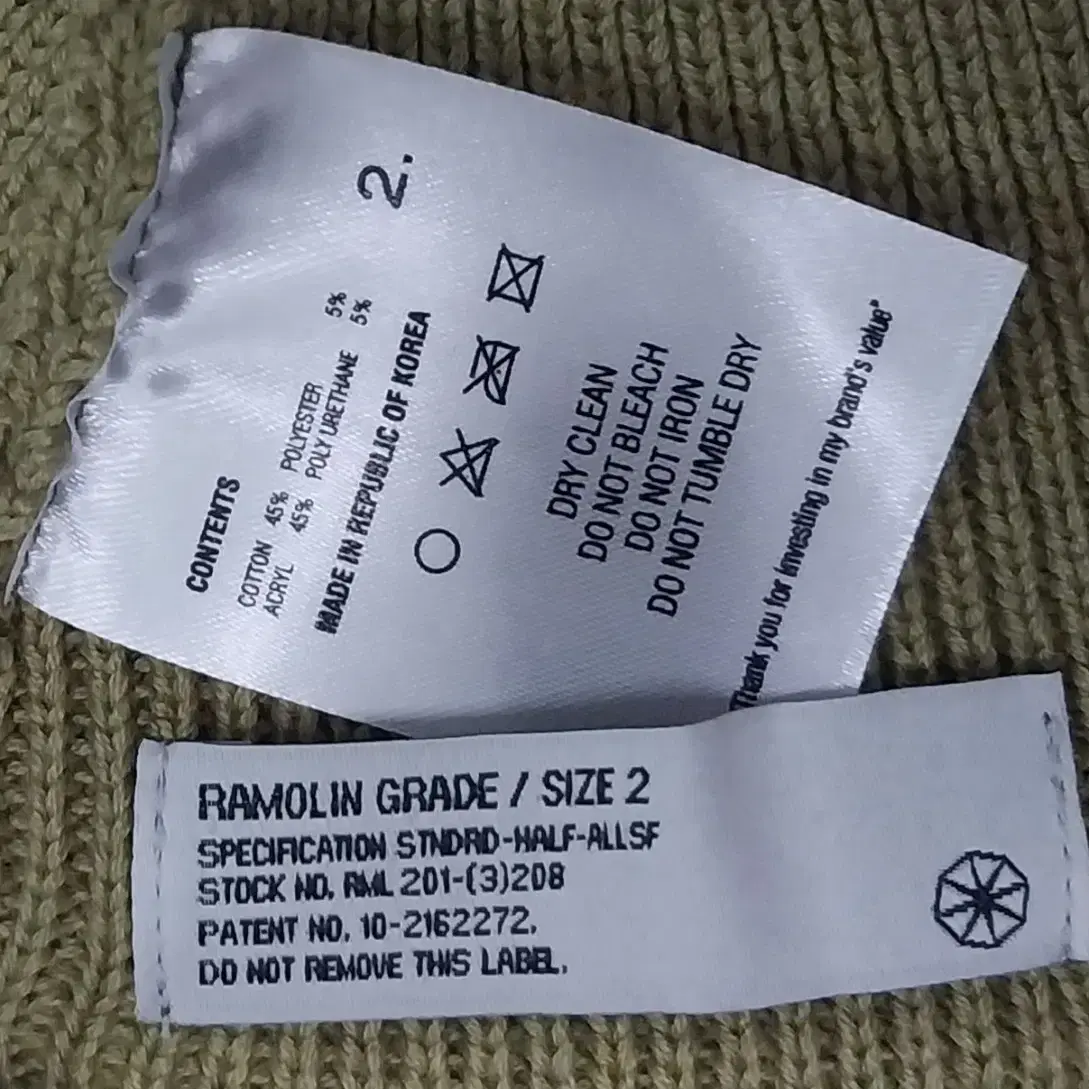 2.
CONTENTS
COTTON 45% POLYESTER 5%
ACRYL 45% POLY URETHANE 5%
MADE IN REPUBLIC OF KOREA
DRY CLEAN
DO NOT BLEACH
DO NOT IRON
DO NOT TUMBLE DRY
"Thank you for investing in my brand's value"
RAMOLIN GRADE / SIZE 2
SPECIFICATION STNDRD-HALF-ALLSF
STOCK NO. RML 201-(3)208
PATENT NO. 10-2162272.
DO NOT REMOVE THIS LABEL.